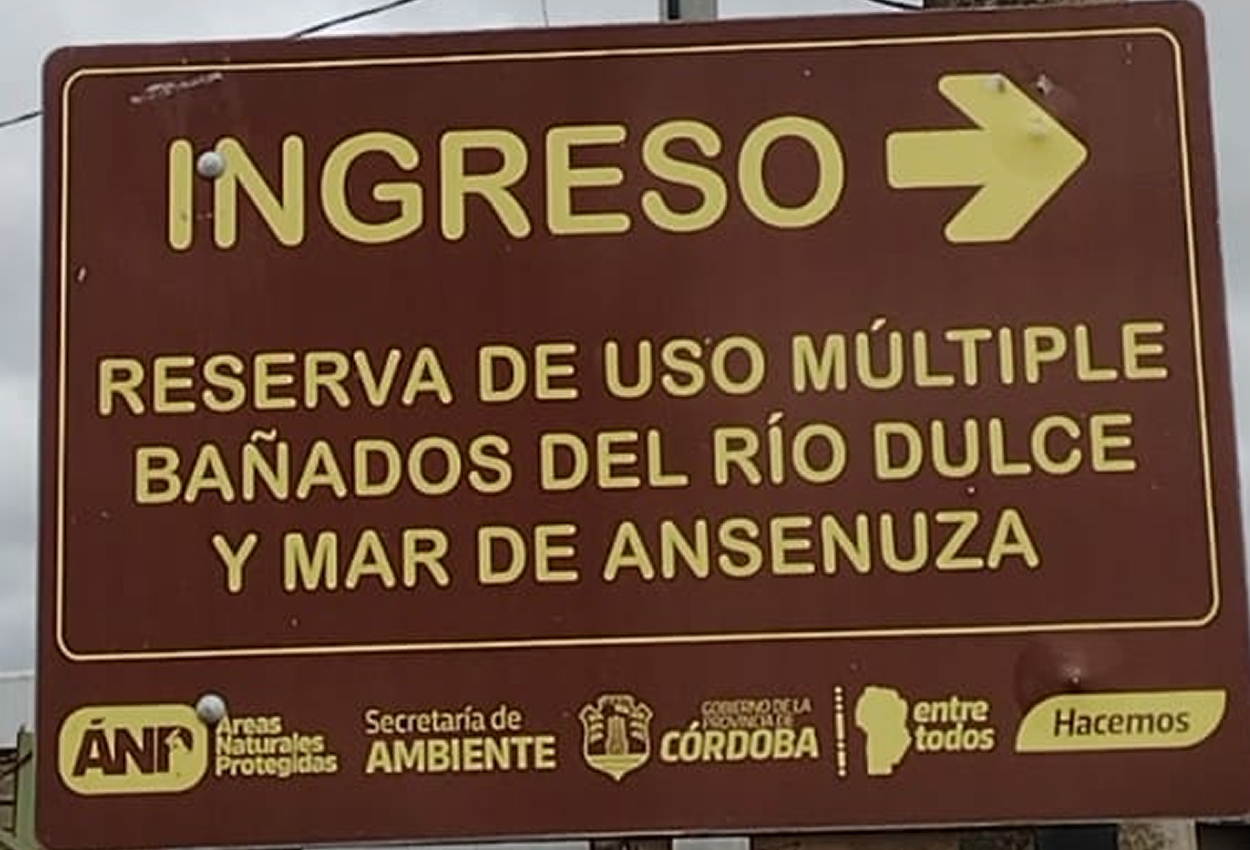 INGRESO
RESERVA DE USO MÚLTIPLE
BAÑADOS DEL RÍO DULCE
Y MAR DE ANSENUZA
ÁNP
Áreas
Naturales
Protegidas
Secretaría de
AMBIENTE
GOBIERNO DE LA
PROVINCIA DE
CÓRDOBA
entre
todos
Hacemos